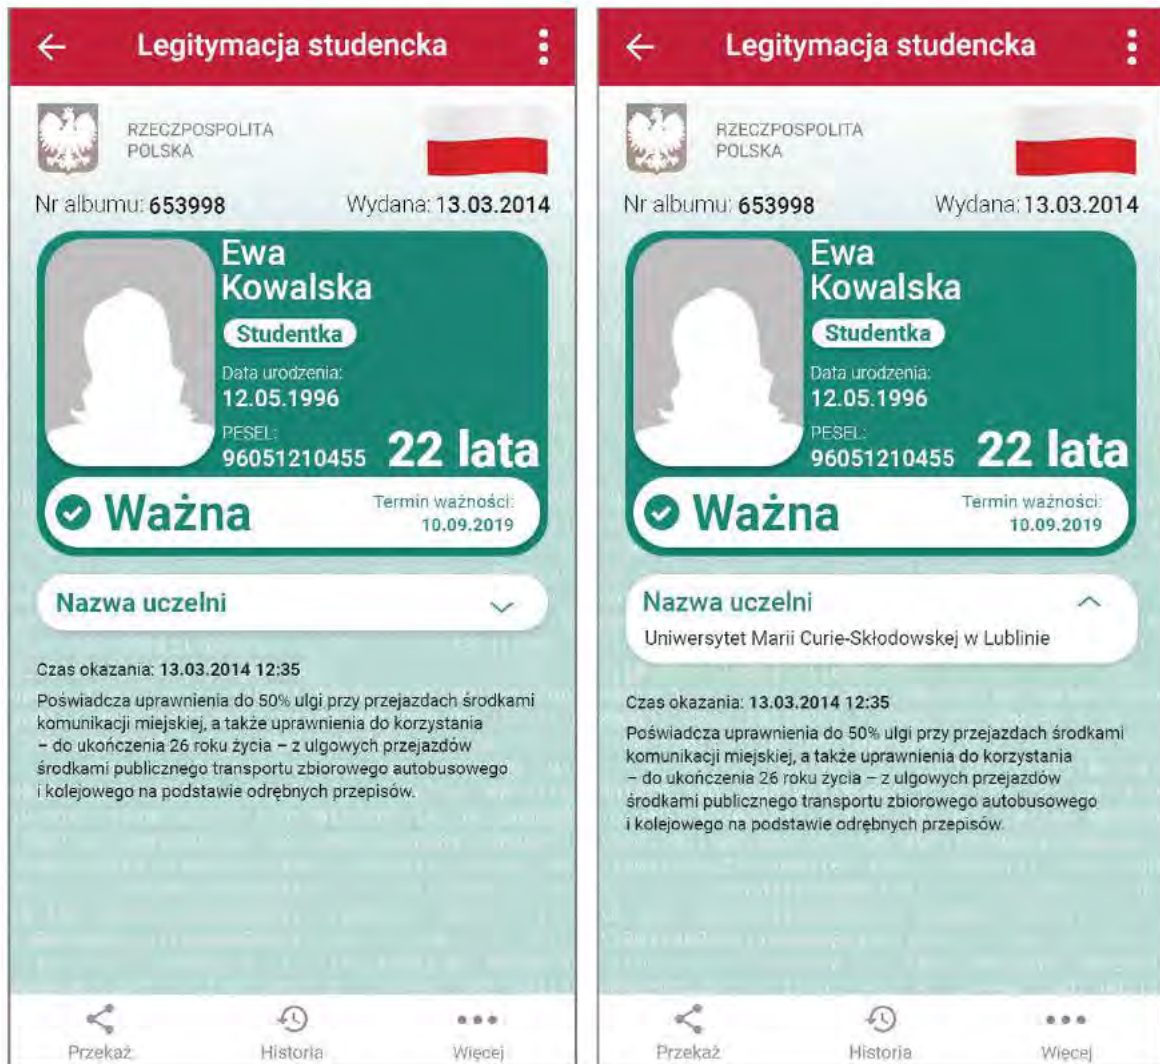 Legitymacja studencka
RZECZPOSPOLITA
POLSKA
Nr albumu: 653998 Wydana: 13.03.2014
Ewa
Kowalska
Studentka
Data urodzenia:
12.05.1996
PESEL:
96051210455 22 lata
Ważna
Termin ważności:
10.09.2019
Nazwa uczelni
Czas okazania: 13.03.2014 12:35
Poświadcza uprawnienia do 50% ulgi przy przejazdach środkami
komunikacji miejskiej, a także uprawnienia do korzystania
– do ukończenia 26 roku życia – z ulgowych przejazdów
środkami publicznego transportu zbiorowego autobusowego
i kolejowego na podstawie odrębnych przepisów.
Przekaż Historia Więcej
Legitymacja studencka
RZECZPOSPOLITA
POLSKA
Nr albumu: 653998 Wydana: 13.03.2014
Ewa
Kowalska
Studentka
Data urodzenia:
12.05.1996
PESEL:
96051210455 22 lata
Ważna
Termin ważności:
10.09.2019
Nazwa uczelni
Uniwersytet Marii Curie-Skłodowskej w Lublinie
Czas okazania: 13.03.2014 12:35
Poświadcza uprawnienia do 50% ulgi przy przejazdach środkami
komunikacji miejskiej, a także uprawnienia do korzystania
– do ukończenia 26 roku życia – z ulgowych przejazdów
środkami publicznego transportu zbiorowego autobusowego
i kolejowego na podstawie odrębnych przepisów.
Przekaż Historia Więcej